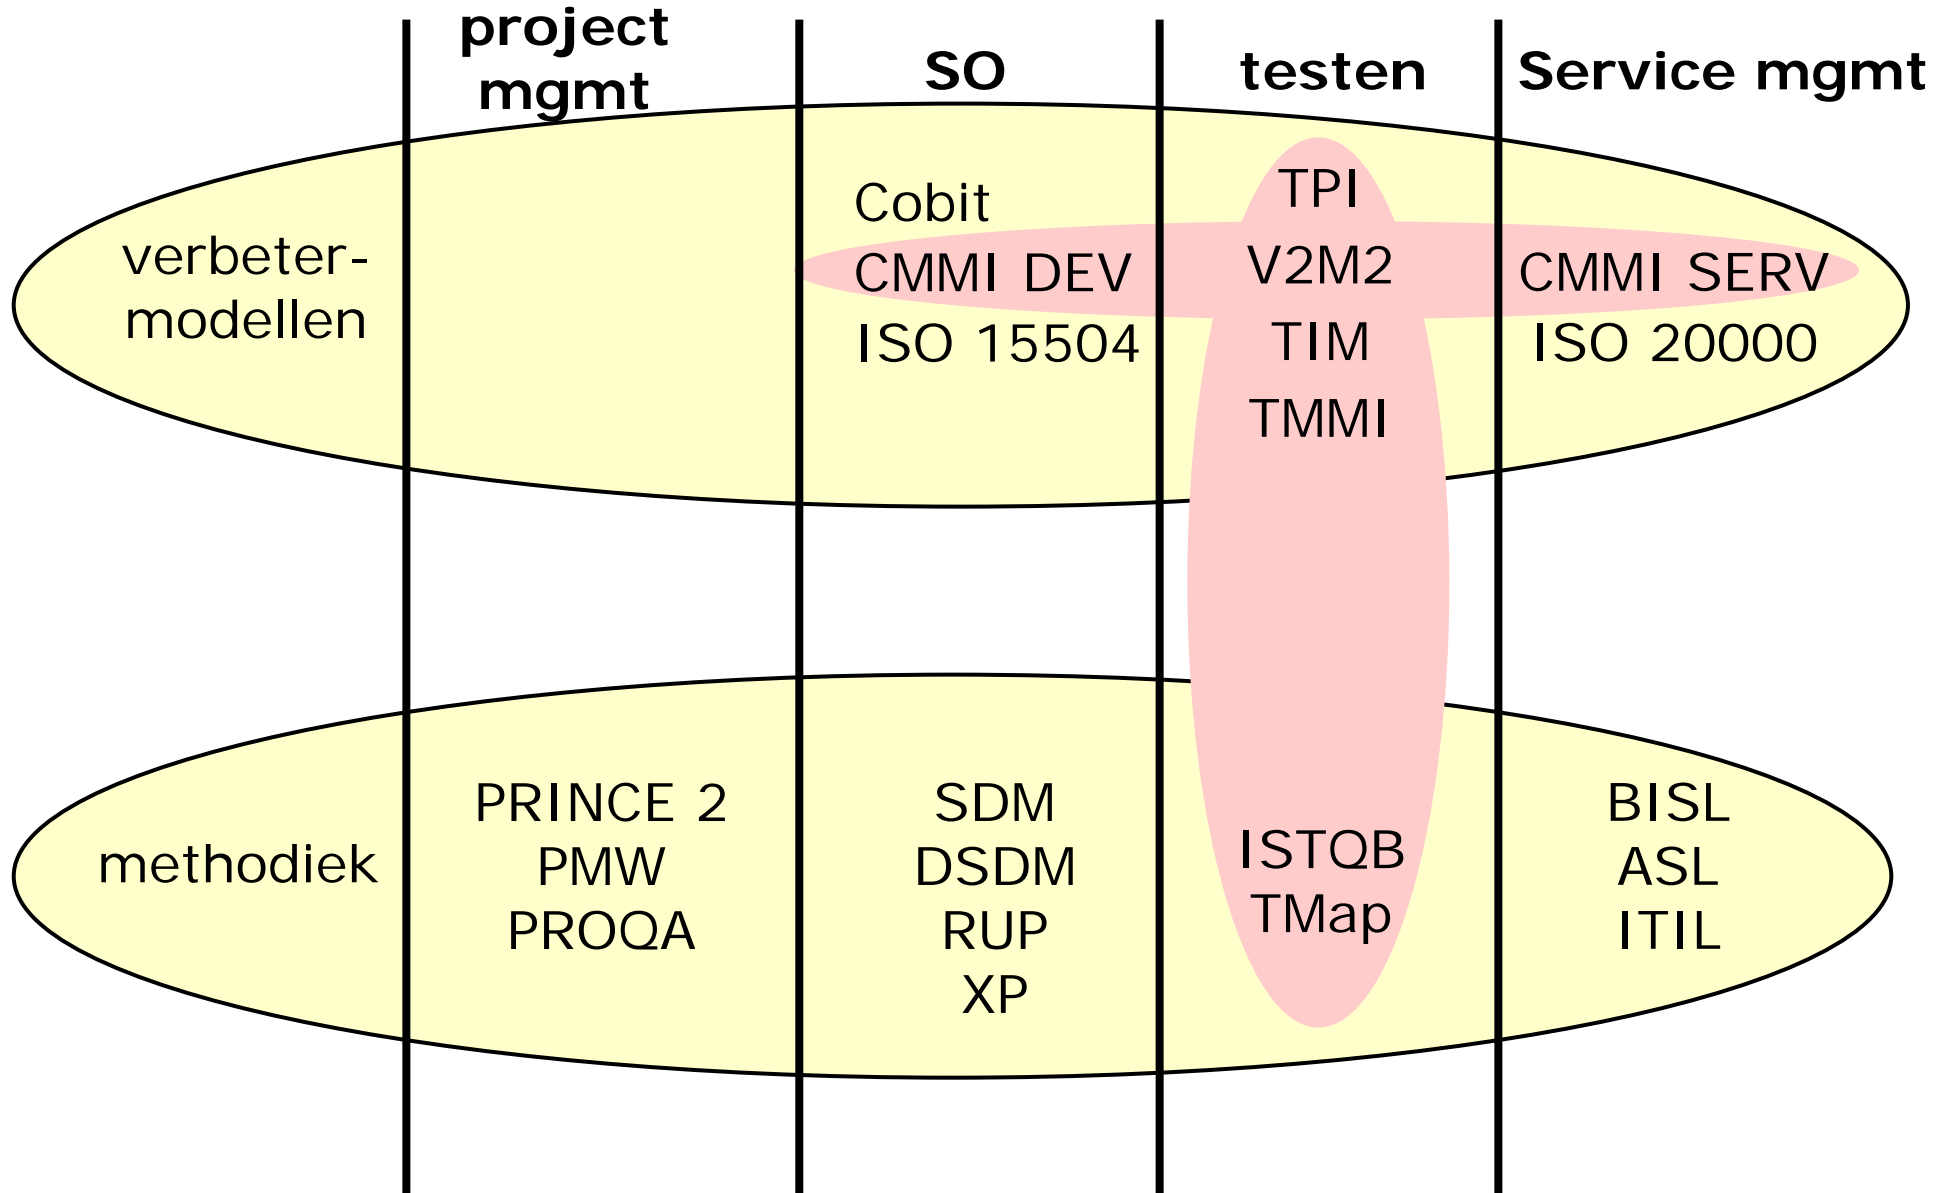 project
mgmt
SO
testen
Service mgmt
verbeter-
modellen
Cobit
CMMI DEV
ISO 15504
TPI
V2M2
TIM
TMMI
CMMI SERV
ISO 20000
methodiek
PRINCE 2
PMW
PROQA
SDM
DSDM
RUP
XP
ISTQB
TMap
BISL
ASL
ITIL